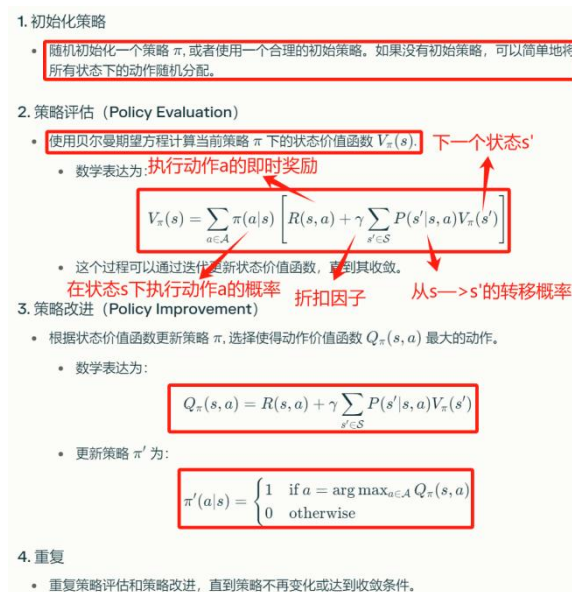 1. 初始化策略
• 随机初始化一个策略 π, 或者使用一个合理的初始策略。如果没有初始策略，可以简单地将
所有状态下的动作随机分配。
2. 策略评估（Policy Evaluation）
• 使用贝尔曼期望方程计算当前策略 π 下的状态价值函数 Vπ(s).
下一个状态s'
• 数学表达为:
执行动作a的即时奖励
Vπ(s) = ∑a∈A π(a|s) [R(s, a) + γ ∑s'∈S P(s'|s, a)Vπ(s')]
• 这个过程可以通过迭代更新状态价值函数，直到其收敛。
在状态s下执行动作a的概率
折扣因子
从s—>s'的转移概率
3. 策略改进（Policy Improvement）
• 根据状态价值函数更新策略 π, 选择使得动作价值函数 Qπ(s, a) 最大的动作。
• 数学表达为:
Qπ(s, a) = R(s, a) + γ ∑s'∈S P(s'|s, a)Vπ(s')
• 更新策略 π' 为:
π'(a|s) = { 1 if a = arg maxa∈A Qπ(s, a)
0 otherwise
4. 重复
• 重复策略评估和策略改进，直到策略不再变化或达到收敛条件。